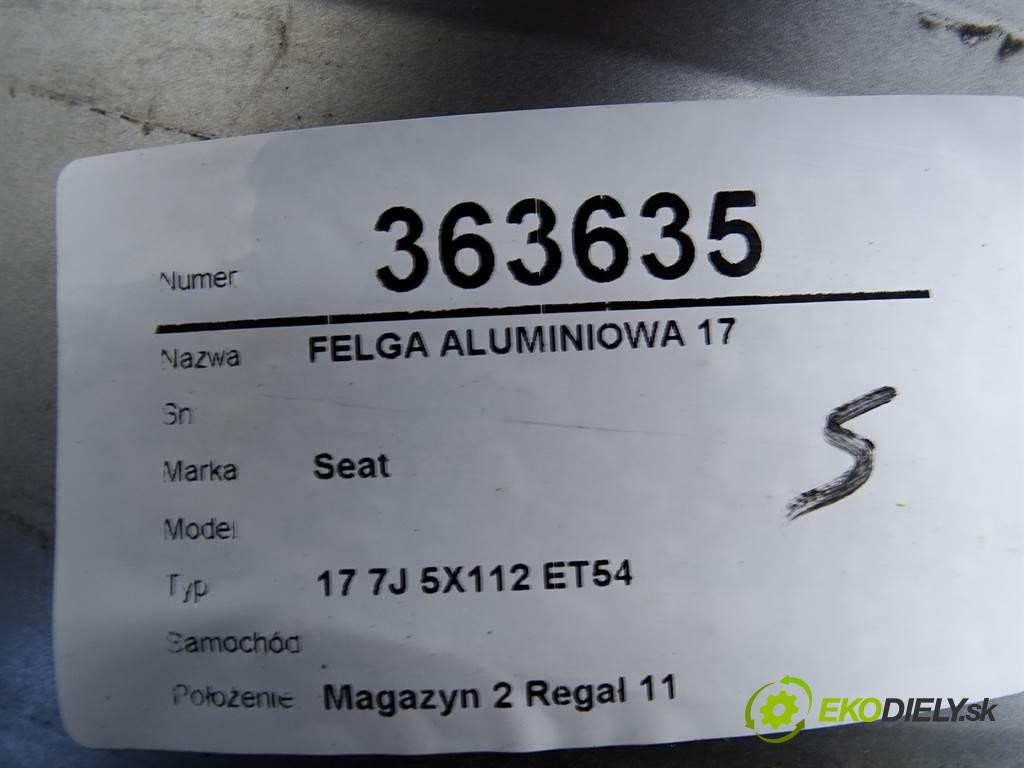 Numer 363635
Nazwa FELGA ALUMINIOWA 17
Sn
Marka Seat
Model
Typ 17 7J 5X112 ET54
Samochód
Położenie Magazyn 2 Regał 11
S
EKODIELY.sk